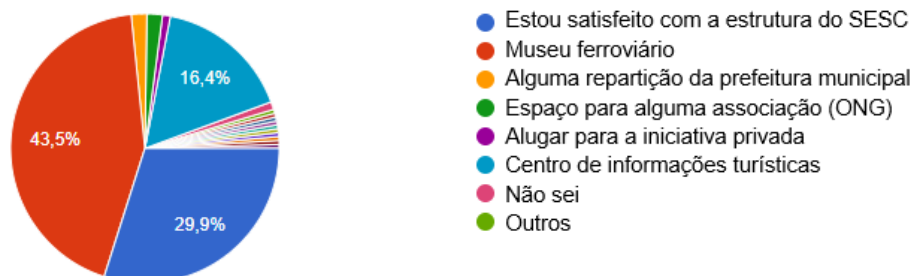 Estou satisfeito com a estrutura do SESC
Museu ferroviário
Alguma repartição da prefeitura municipal
Espaço para alguma associação (ONG)
Alugar para a iniciativa privada
Centro de informações turísticas
Não sei
Outros
16,4%
43,5%
29,9%